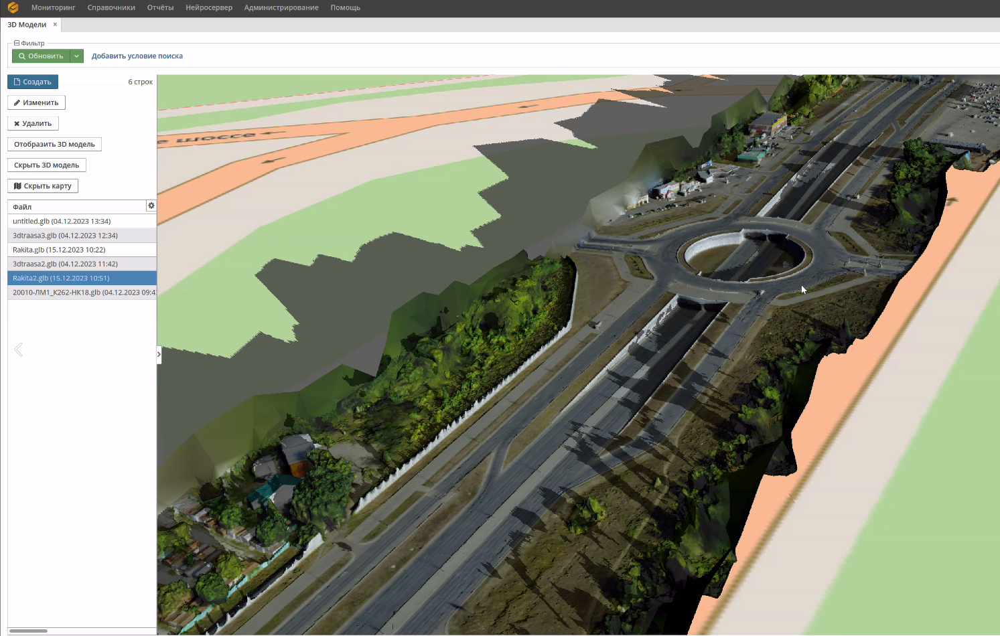 Мониторинг Справочники Отчёты Нейросервер Администрирование Помощь
3D Модели ×
Фильтр
Обновить Добавить условие поиска
Создать 6 строк
Изменить
Удалить
Отобразить 3D модель
Скрыть 3D модель
Скрыть карту
Файл
untitled.glb (04.12.2023 13:34)
3dtraasa3.glb (04.12.2023 12:34)
Rakita.glb (15.12.2023 10:22)
3dtraasa2.glb (04.12.2023 11:42)
Rakita2.glb (15.12.2023 10:51)
20010-ЛМ1_К262-НК18.glb (04.12.2023 09:4
е шоссе